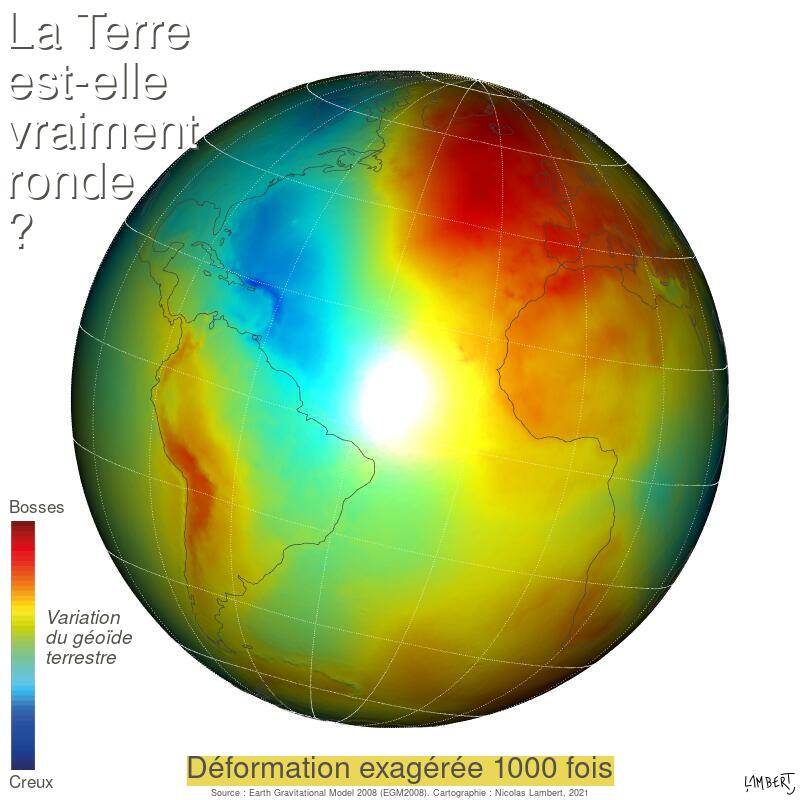 La Terre
est-elle
vraiment
ronde
?
Bosses
Variation
du géoïde
terrestre
Creux
Déformation exagérée 1000 fois
Source : Earth Gravitational Model 2008 (EGM2008). Cartographie : Nicolas Lambert, 2021
LAMBERT